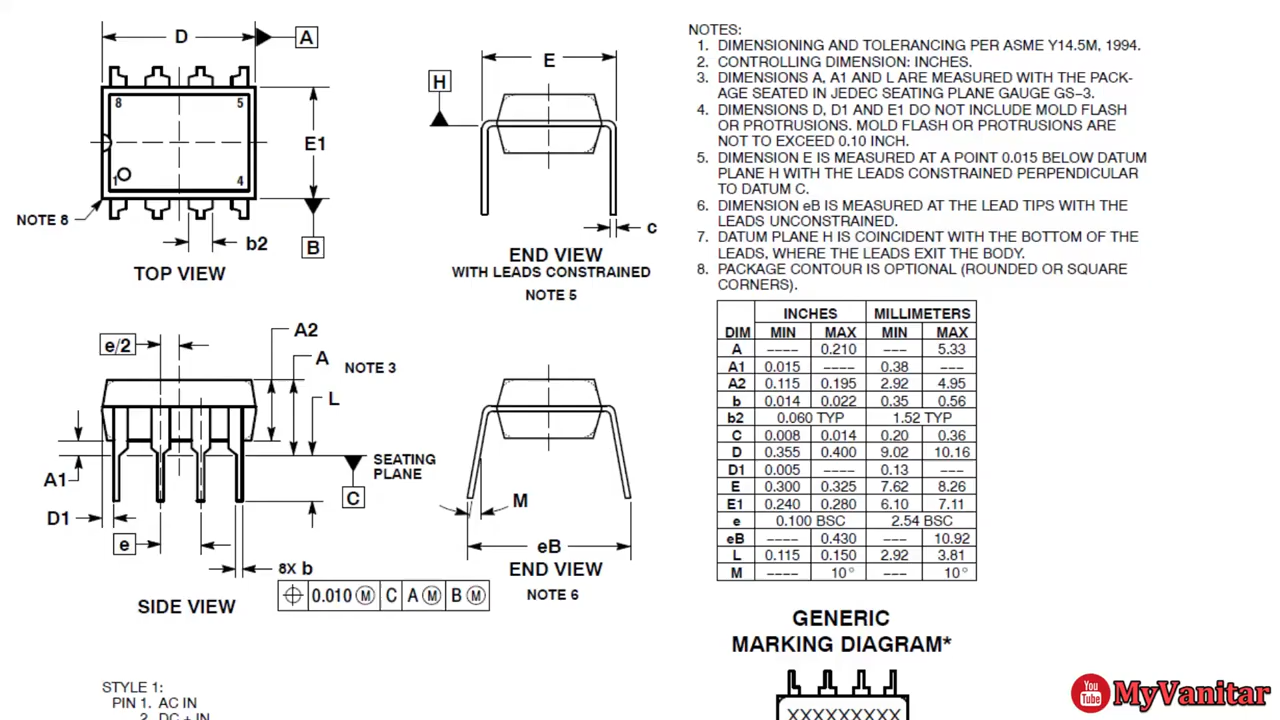 D
A
8
5
1
4
E1
NOTE 8
b2
B
TOP VIEW
E
H
c
END VIEW
WITH LEADS CONSTRAINED
NOTE 5
e/2
A2
A
NOTE 3
L
A1
SEATING
PLANE
C
D1
e
8X b
0.010 M C A M B M
SIDE VIEW
M
eB
END VIEW
NOTE 6
NOTES:
1. DIMENSIONING AND TOLERANCING PER ASME Y14.5M, 1994.
2. CONTROLLING DIMENSION: INCHES.
3. DIMENSIONS A, A1 AND L ARE MEASURED WITH THE PACK-
AGE SEATED IN JEDEC SEATING PLANE GAUGE GS−3.
4. DIMENSIONS D, D1 AND E1 DO NOT INCLUDE MOLD FLASH
OR PROTRUSIONS. MOLD FLASH OR PROTRUSIONS ARE
NOT TO EXCEED 0.10 INCH.
5. DIMENSION E IS MEASURED AT A POINT 0.015 BELOW DATUM
PLANE H WITH THE LEADS CONSTRAINED PERPENDICULAR
TO DATUM C.
6. DIMENSION eB IS MEASURED AT THE LEAD TIPS WITH THE
LEADS UNCONSTRAINED.
7. DATUM PLANE H IS COINCIDENT WITH THE BOTTOM OF THE
LEADS, WHERE THE LEADS EXIT THE BODY.
8. PACKAGE CONTOUR IS OPTIONAL (ROUNDED OR SQUARE
CORNERS).
INCHES MILLIMETERS
DIM MIN MAX MIN MAX
A ---- 0.210 --- 5.33
A1 0.015 ---- 0.38 ---
A2 0.115 0.195 2.92 4.95
b 0.014 0.022 0.35 0.56
b2 0.060 TYP 1.52 TYP
C 0.008 0.014 0.20 0.36
D 0.355 0.400 9.02 10.16
D1 0.005 ---- 0.13 ---
E 0.300 0.325 7.62 8.26
E1 0.240 0.280 6.10 7.11
e 0.100 BSC 2.54 BSC
eB ---- 0.430 --- 10.92
L 0.115 0.150 2.92 3.81
M ---- 10° --- 10°
GENERIC
MARKING DIAGRAM*
XXXXXXXXX
STYLE 1:
PIN 1. AC IN
2. DC + IN
You
Tube
MyVanitar